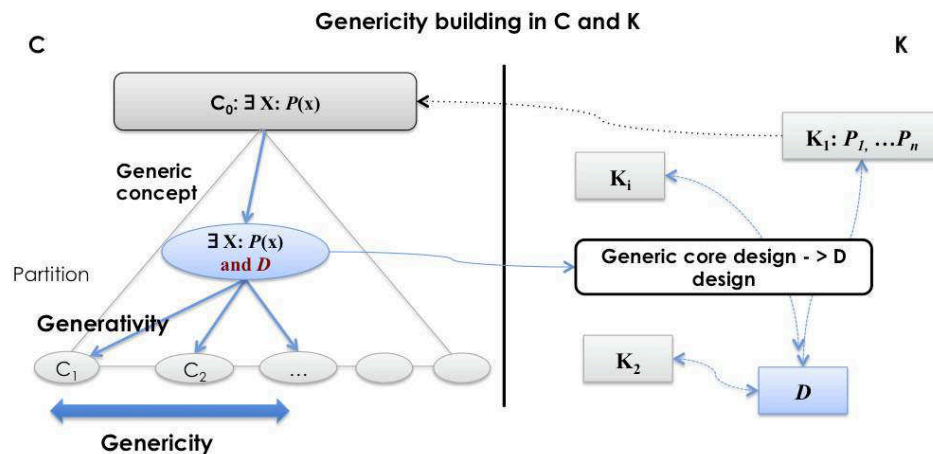 Genericity building in C and K
C
K
C₀: ∃ X: P(x)
K₁: P₁, …Pₙ
Generic
concept
Kᵢ
∃ X: P(x)
and D
Generic core design - > D
design
Partition
Generativity
C₁
C₂
...
K₂
D
Genericity